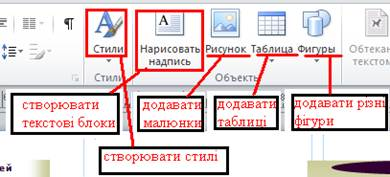 Стили
Нарисовать
надпись
Рисунок
Таблица
Фигуры
Обтекан
текстом
Стили
Объекты
створювати
текстові блоки
додавати
малюнки
додавати
таблиці
додавати різні
фігури
створювати стилі
ей